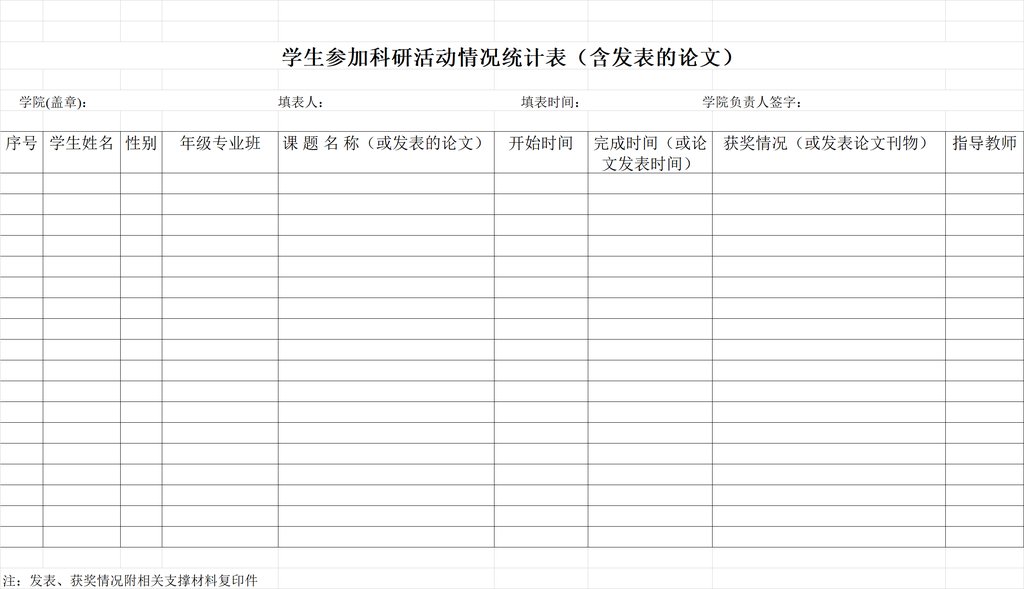 学生参加科研活动情况统计表（含发表的论文）
学院(盖章)： 填表人： 填表时间： 学院负责人签字：
序号 学生姓名 性别 年级专业班 课 题 名 称（或发表的论文） 开始时间 完成时间（或论文发表时间） 获奖情况（或发表论文刊物） 指导教师
注：发表、获奖情况附相关支撑材料复印件